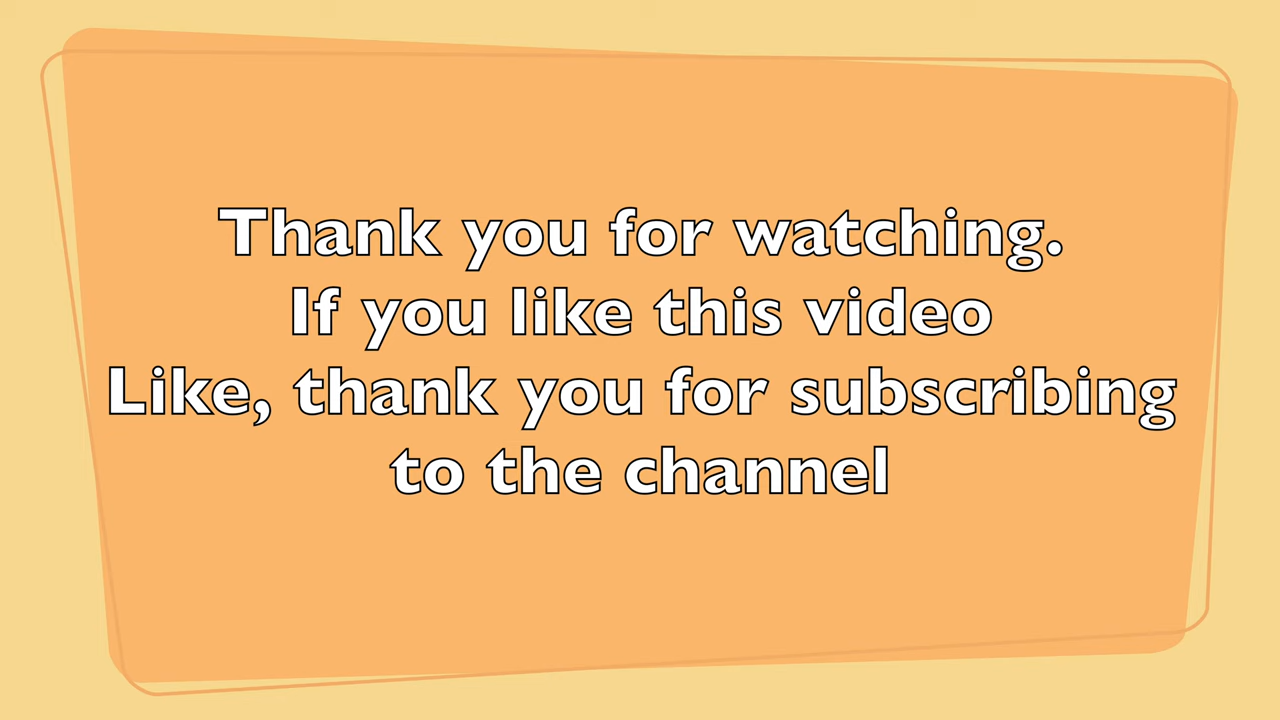 Thank you for watching.
If you like this video
Like, thank you for subscribing
to the channel